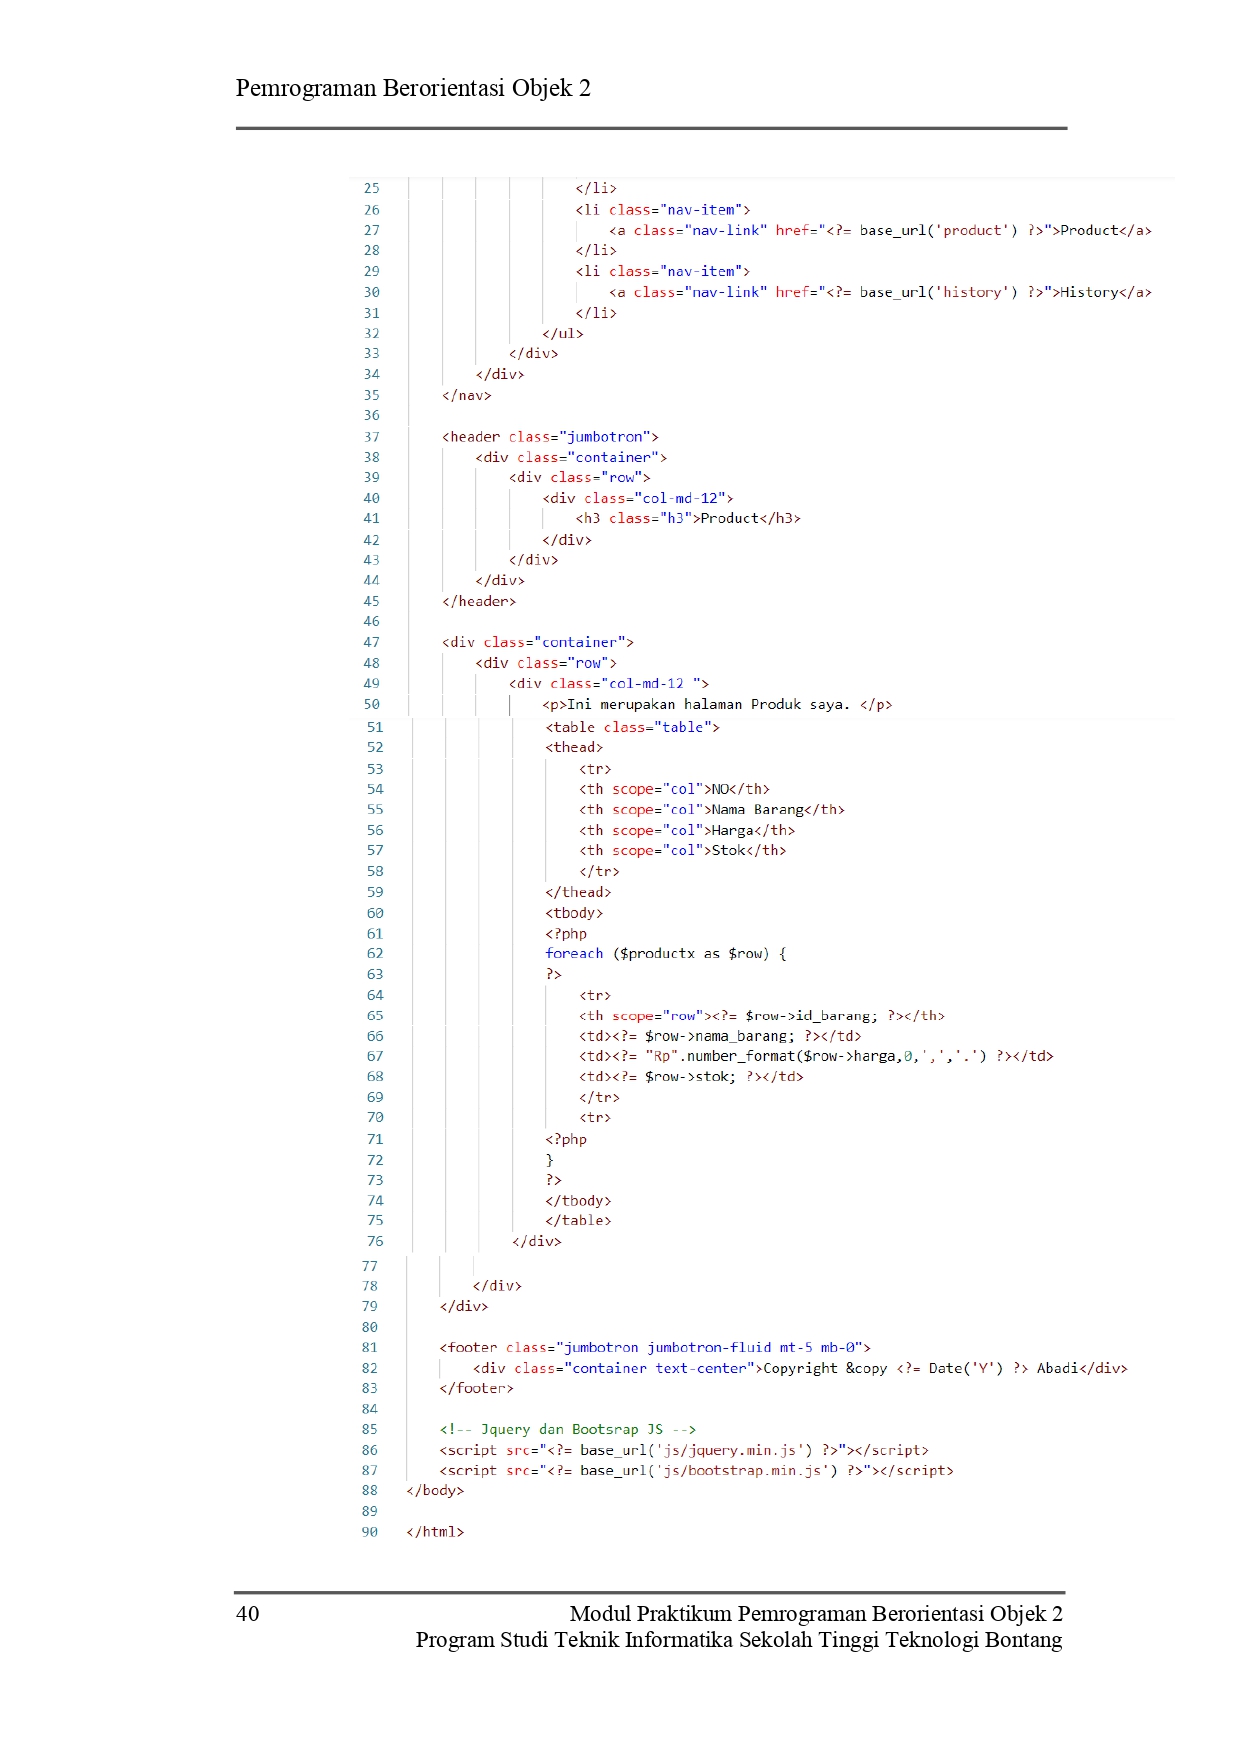 Pemrograman Berorientasi Objek 2
25 </li>
26 <li class="nav-item">
27 <a class="nav-link" href="<?= base_url('product') ?>">Product</a>
28 </li>
29 <li class="nav-item">
30 <a class="nav-link" href="<?= base_url('history') ?>">History</a>
31 </li>
32 </ul>
33 </div>
34 </div>
35 </nav>
36
37 <header class="jumbotron">
38 <div class="container">
39 <div class="row">
40 <div class="col-md-12">
41 <h3 class="h3">Product</h3>
42 </div>
43 </div>
44 </div>
45 </header>
46
47 <div class="container">
48 <div class="row">
49 <div class="col-md-12 ">
50 <p>Ini merupakan halaman Produk saya. </p>
51 <table class="table">
52 <thead>
53 <tr>
54 <th scope="col">NO</th>
55 <th scope="col">Nama Barang</th>
56 <th scope="col">Harga</th>
57 <th scope="col">Stok</th>
58 </tr>
59 </thead>
60 <tbody>
61 <?php
62 foreach ($productx as $row) {
63 ?>
64 <tr>
65 <th scope="row"><?= $row->id_barang; ?></th>
66 <td><?= $row->nama_barang; ?></td>
67 <td><?= "Rp".number_format($row->harga,0,',','.') ?></td>
68 <td><?= $row->stok; ?></td>
69 </tr>
70 <tr>
71 <?php
72 }
73 ?>
74 </tbody>
75 </table>
76 </div>
77
78 </div>
79 </div>
80
81 <footer class="jumbotron jumbotron-fluid mt-5 mb-0">
82 <div class="container text-center">Copyright &copy <?= Date('Y') ?> Abadi</div>
83 </footer>
84
85 <!-- Jquery dan Bootsrap JS -->
86 <script src="<?= base_url('js/jquery.min.js') ?>"></script>
87 <script src="<?= base_url('js/bootstrap.min.js') ?>"></script>
88 </body>
89
90 </html>
40 Modul Praktikum Pemrograman Berorientasi Objek 2
Program Studi Teknik Informatika Sekolah Tinggi Teknologi Bontang